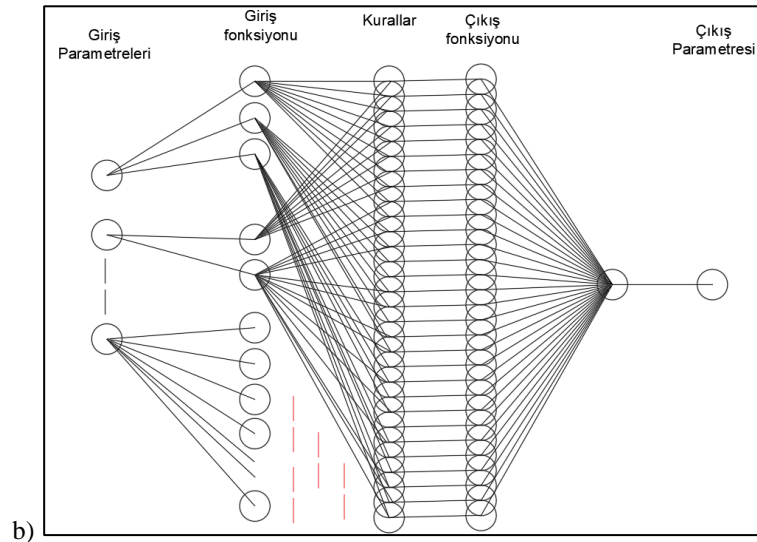 Giriş
Parametreleri
Giriş
fonksiyonu
Kurallar
Çıkış
fonksiyonu
Çıkış
Parametresi
b)